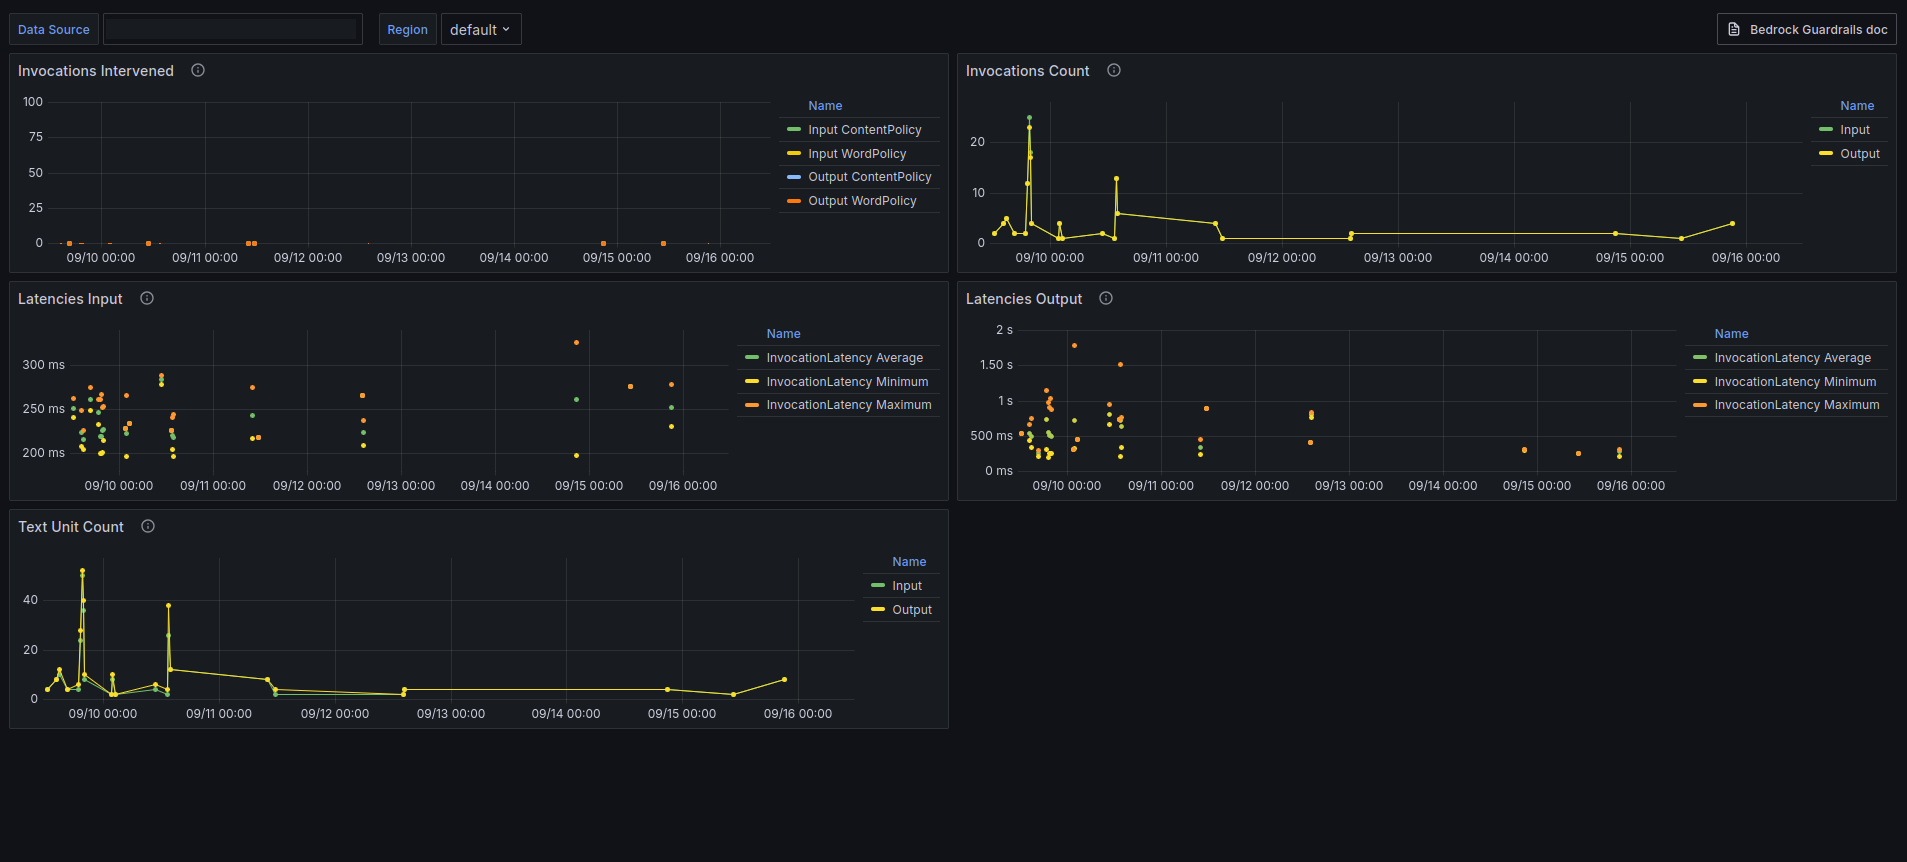 Data Source
Region
default
Bedrock Guardrails doc
Invocations Intervened
100
75
50
25
0
09/10 00:00 09/11 00:00 09/12 00:00 09/13 00:00 09/14 00:00 09/15 00:00 09/16 00:00
Name
Input ContentPolicy
Input WordPolicy
Output ContentPolicy
Output WordPolicy
Invocations Count
20
10
0
09/10 00:00 09/11 00:00 09/12 00:00 09/13 00:00 09/14 00:00 09/15 00:00 09/16 00:00
Name
Input
Output
Latencies Input
300 ms
250 ms
200 ms
09/10 00:00 09/11 00:00 09/12 00:00 09/13 00:00 09/14 00:00 09/15 00:00 09/16 00:00
Name
InvocationLatency Average
InvocationLatency Minimum
InvocationLatency Maximum
Latencies Output
2 s
1.50 s
1 s
500 ms
0 ms
09/10 00:00 09/11 00:00 09/12 00:00 09/13 00:00 09/14 00:00 09/15 00:00 09/16 00:00
Name
InvocationLatency Average
InvocationLatency Minimum
InvocationLatency Maximum
Text Unit Count
40
20
0
09/10 00:00 09/11 00:00 09/12 00:00 09/13 00:00 09/14 00:00 09/15 00:00 09/16 00:00
Name
Input
Output